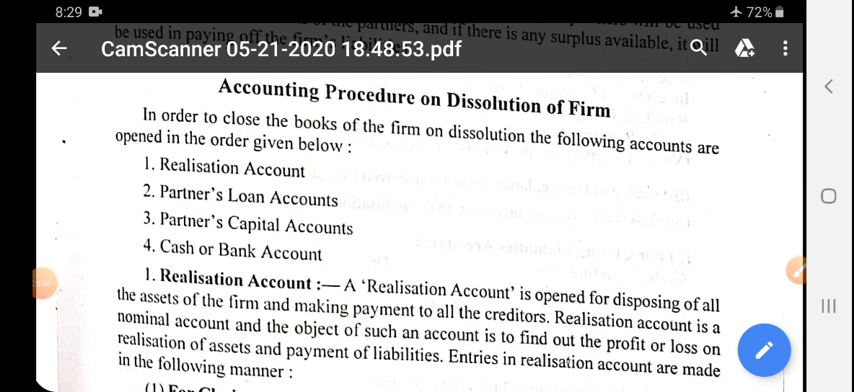 8:29
72%
be used in paying off the firm's
partners, and if there is any surplus available, it
CamScanner 05-21-2020 18.48.53.pdf
Accounting Procedure on Dissolution of Firm
In order to close the books of the firm on dissolution the following accounts are
opened in the order given below :
1. Realisation Account
2. Partner's Loan Accounts
3. Partner's Capital Accounts
4. Cash or Bank Account
1. Realisation Account :— A 'Realisation Account' is opened for disposing of all
the assets of the firm and making payment to all the creditors. Realisation account is a
nominal account and the object of such an account is to find out the profit or loss on
realisation of assets and payment of liabilities. Entries in realisation account are made
in the following manner :
(1) For